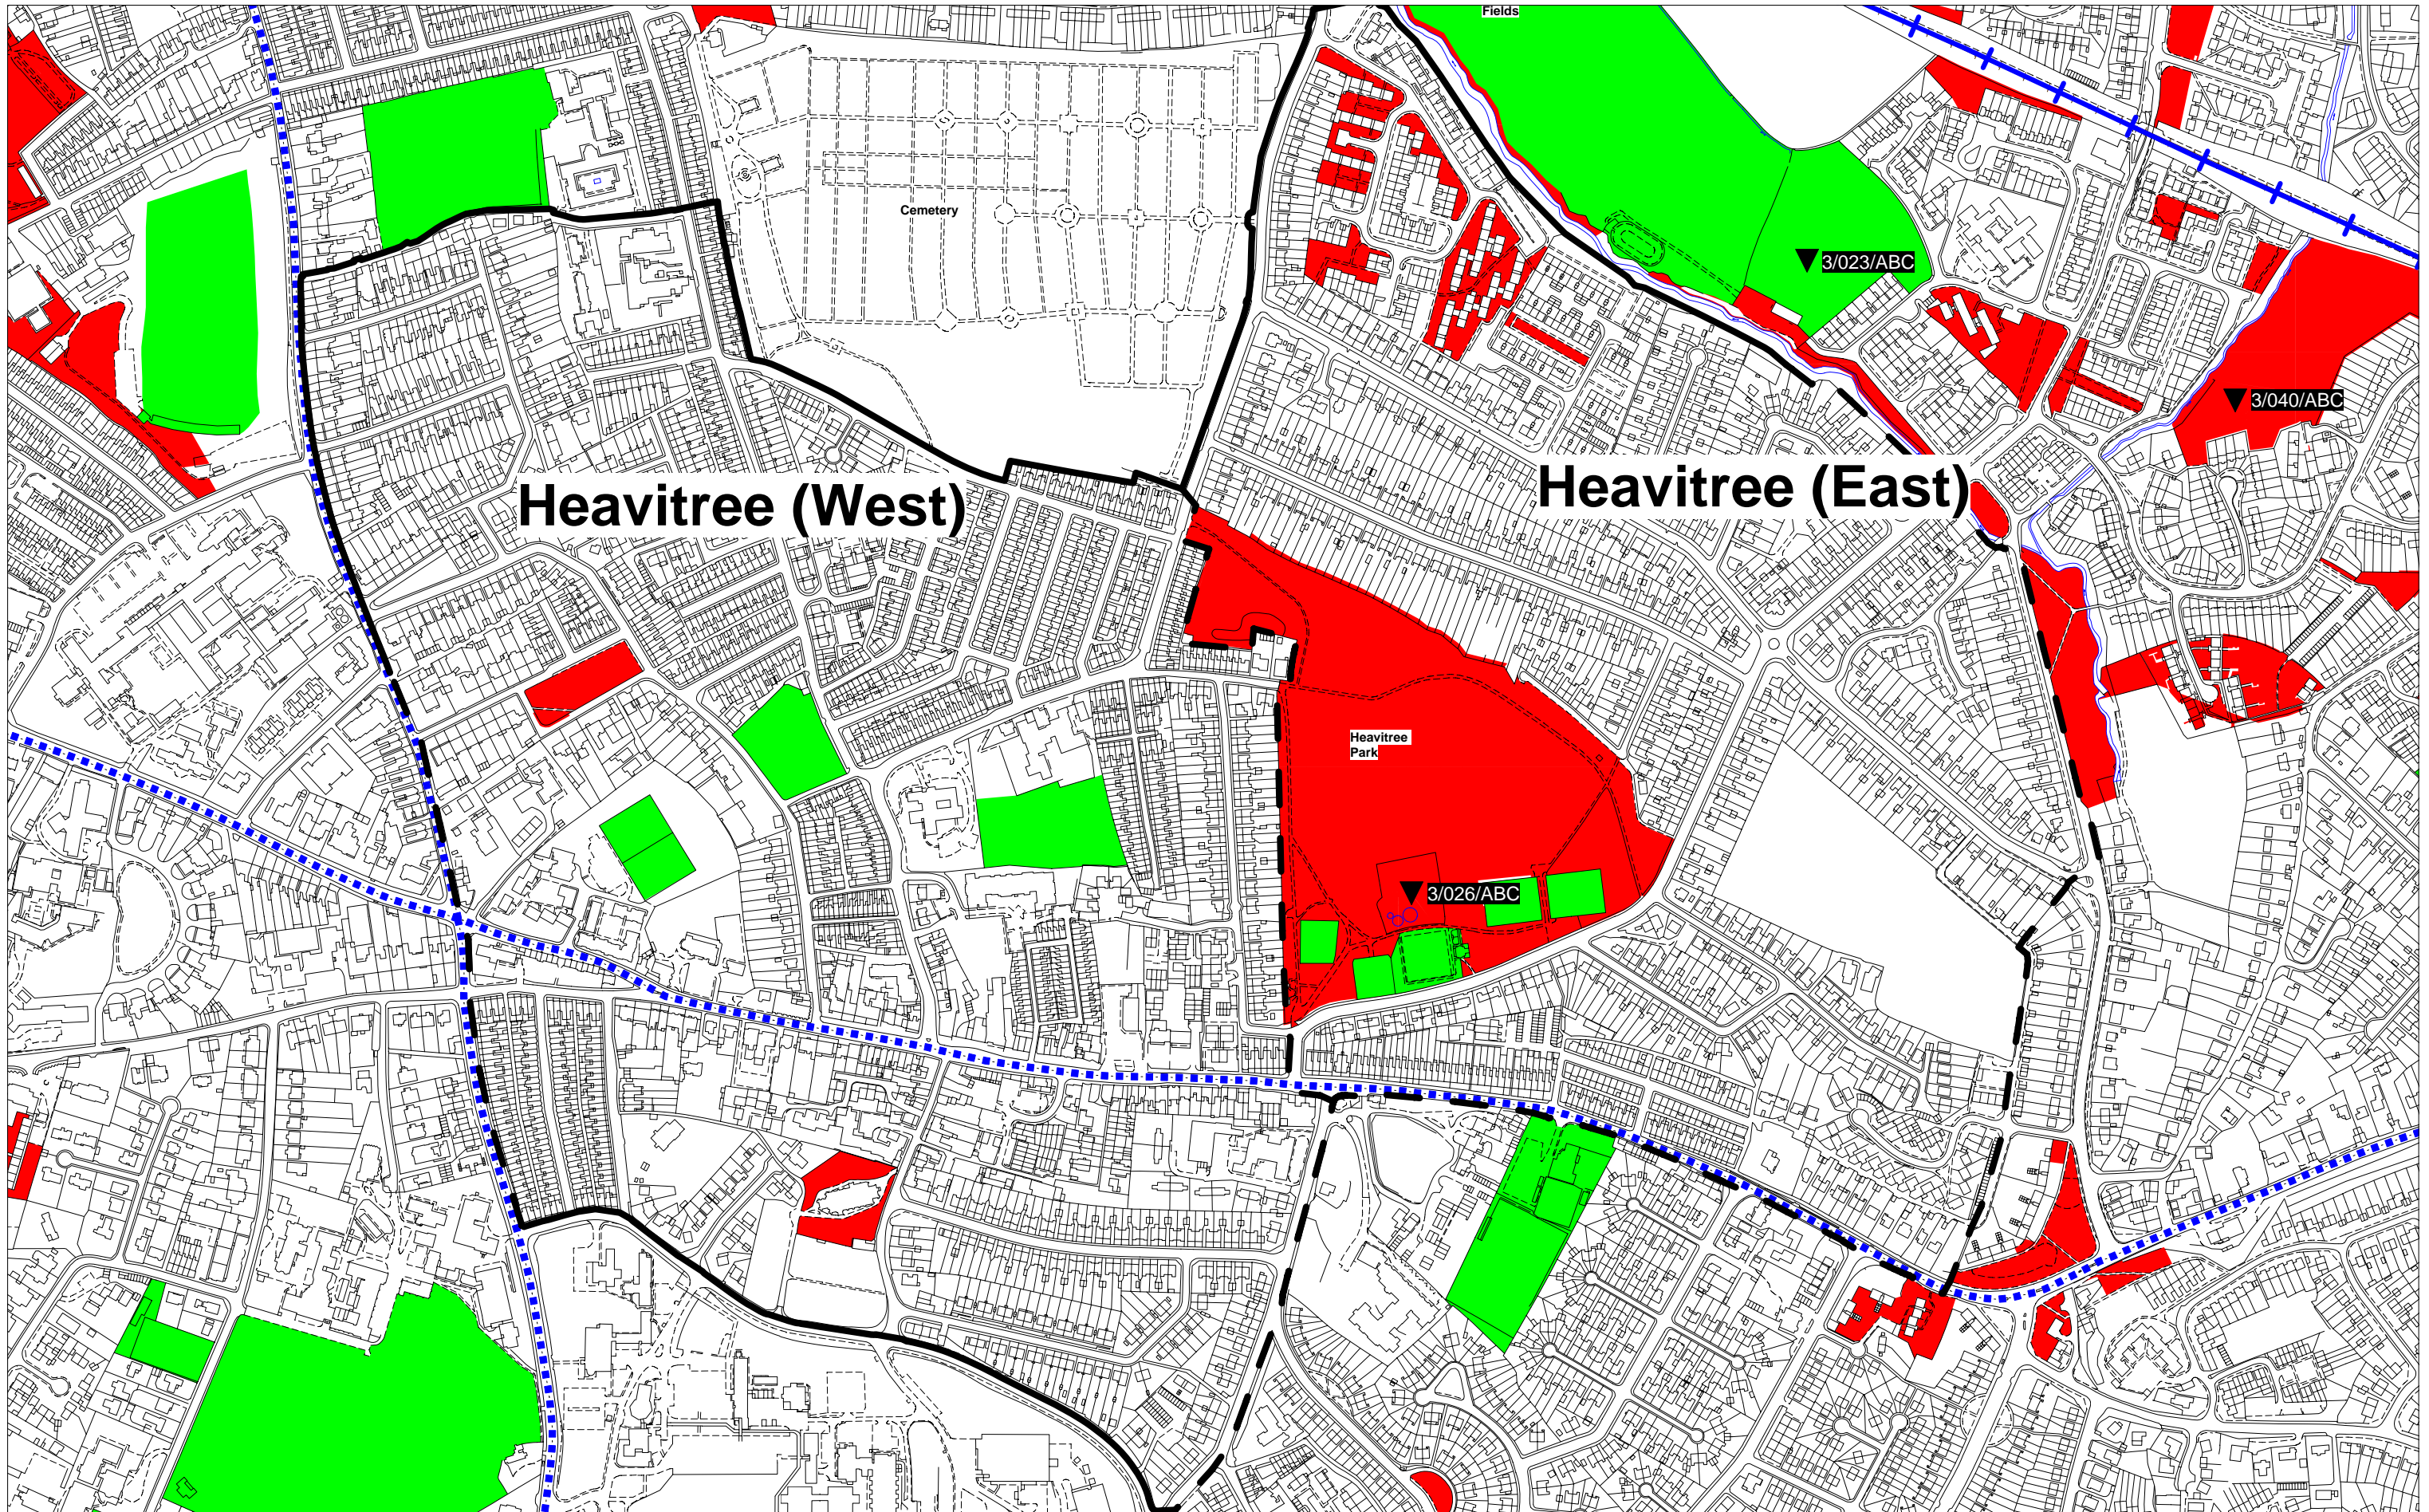 Fields
Cemetery
3/023/ABC
3/040/ABC
Heavitree (West)
Heavitree (East)
Heavitree
Park
3/026/ABC